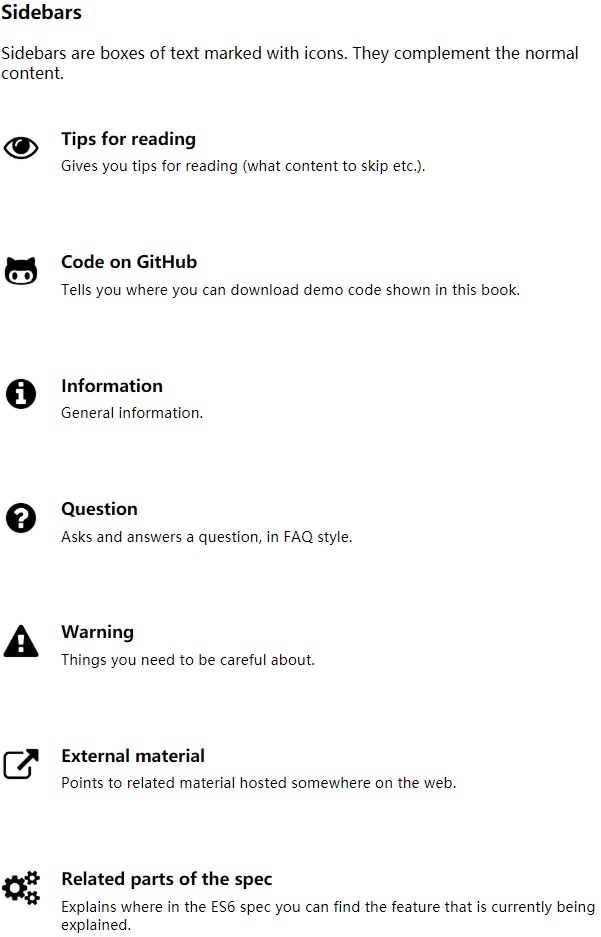 Sidebars
Sidebars are boxes of text marked with icons. They complement the normal
content.
Tips for reading
Gives you tips for reading (what content to skip etc.).
Code on GitHub
Tells you where you can download demo code shown in this book.
Information
General information.
Question
Asks and answers a question, in FAQ style.
Warning
Things you need to be careful about.
External material
Points to related material hosted somewhere on the web.
Related parts of the spec
Explains where in the ES6 spec you can find the feature that is currently being
explained.